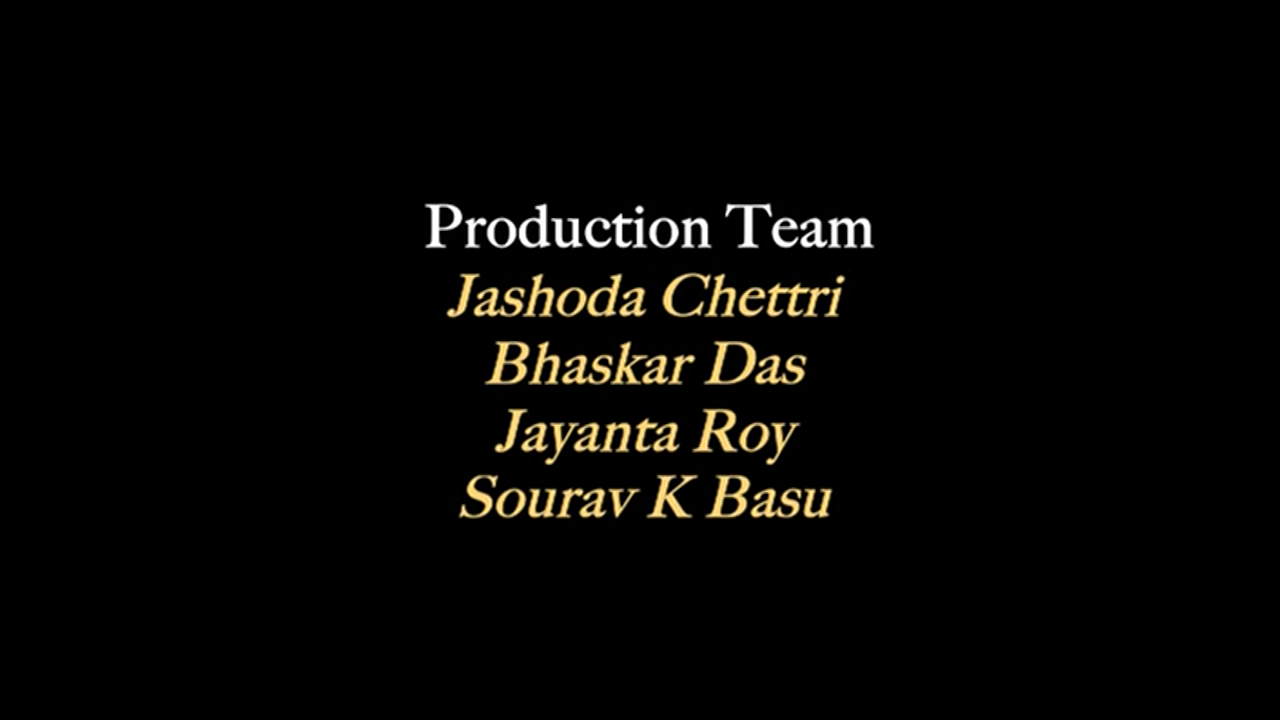 Production Team
Jashoda Chettri
Bhaskar Das
Jayanta Roy
Sourav K Basu